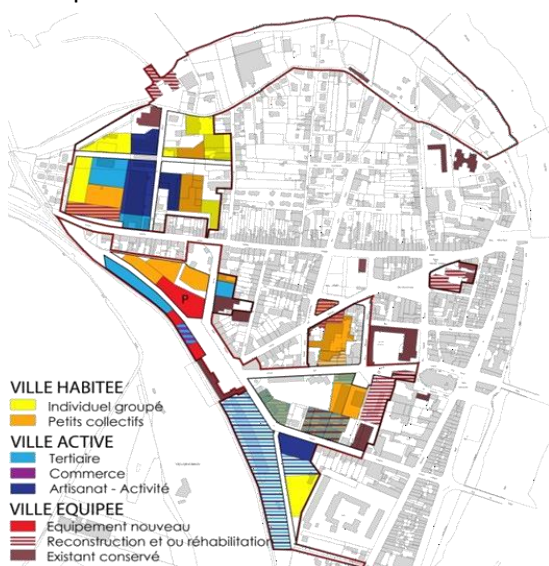 P
VILLE HABITEE
Individuel groupé
Petits collectifs
VILLE ACTIVE
Tertiaire
Commerce
Artisanat - Activité
VILLE EQUIPEE
Equipement nouveau
Reconstruction et ou réhabilitation
Existant conservé